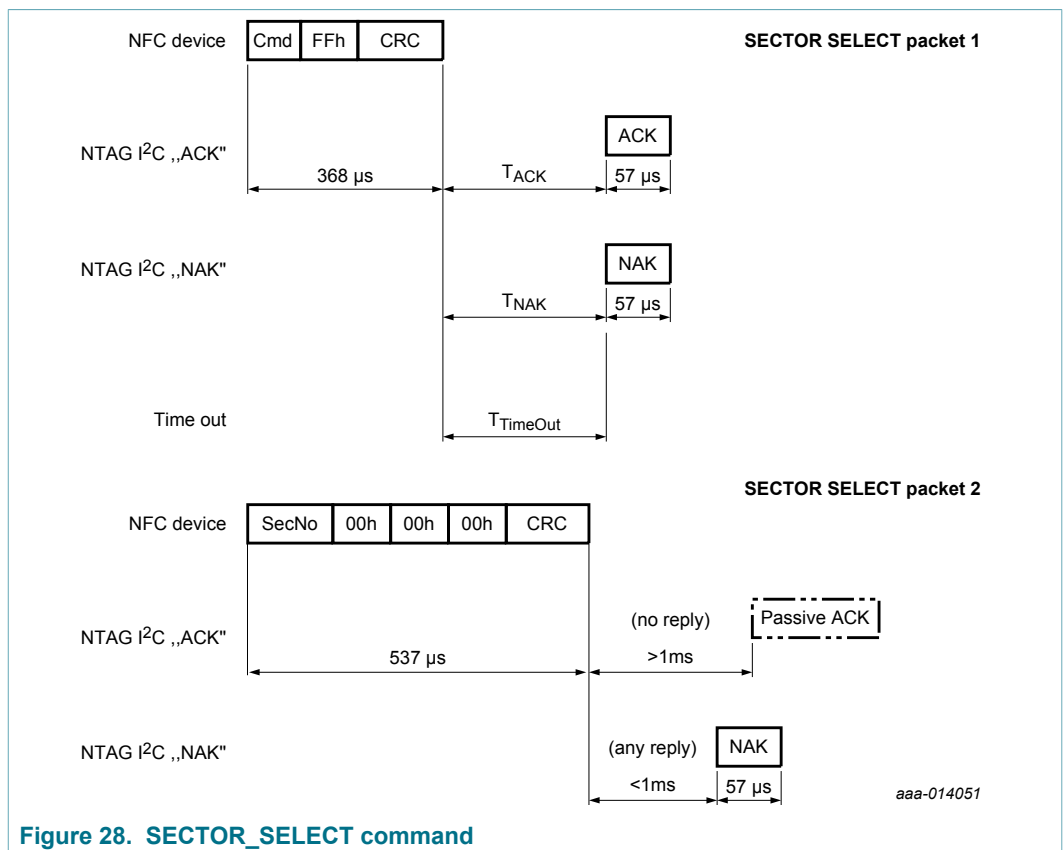 NFC device Cmd FFh CRC SECTOR SELECT packet 1
NTAG I2C ,,ACK" ACK
368 μs TACK 57 μs
NTAG I2C ,,NAK" NAK
TNAK 57 μs
Time out TTimeOut
SECTOR SELECT packet 2
NFC device SecNo 00h 00h 00h CRC
NTAG I2C ,,ACK" (no reply) Passive ACK
537 μs >1ms
NTAG I2C ,,NAK" (any reply) NAK
<1ms 57 μs aaa-014051
Figure 28. SECTOR_SELECT command